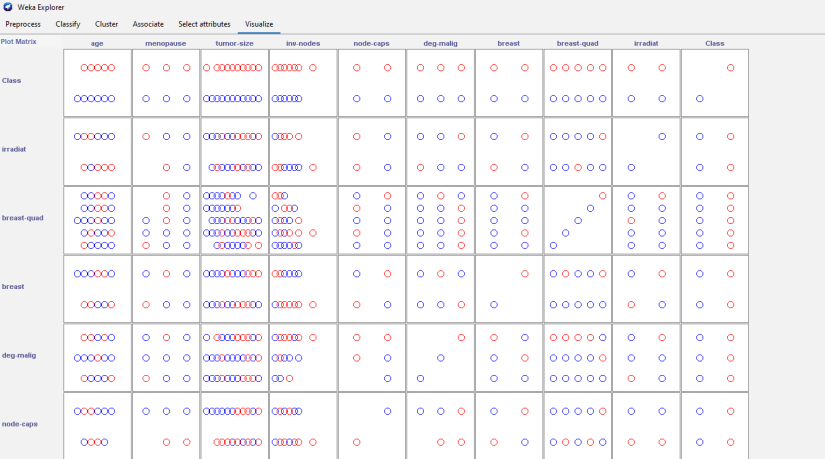 Weka Explorer
Preprocess Classify Cluster Associate Select attributes Visualize
Plot Matrix age menopause tumor-size inv-nodes node-caps deg-malig breast breast-quad irradiat Class
Class
irradiat
breast-quad
breast
deg-malig
node-caps